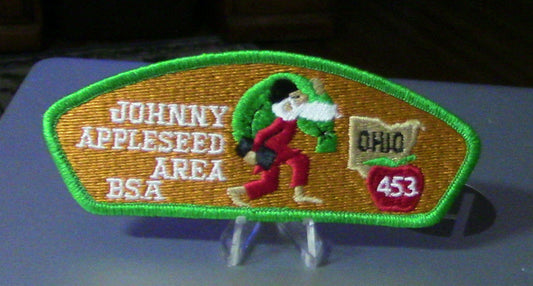 JOHNNY
APPLESEED
AREA
BSA
OHIO
453